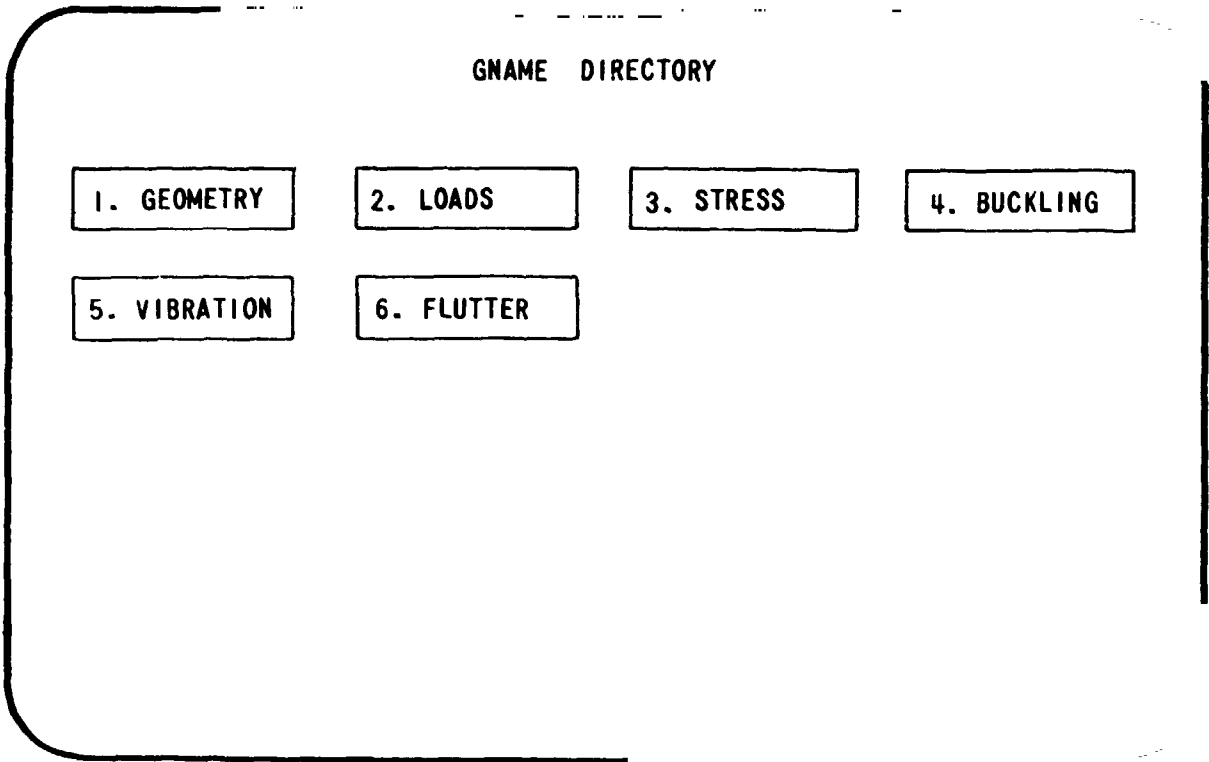 GNAME DIRECTORY
1. GEOMETRY 2. LOADS 3. STRESS 4. BUCKLING
5. VIBRATION 6. FLUTTER